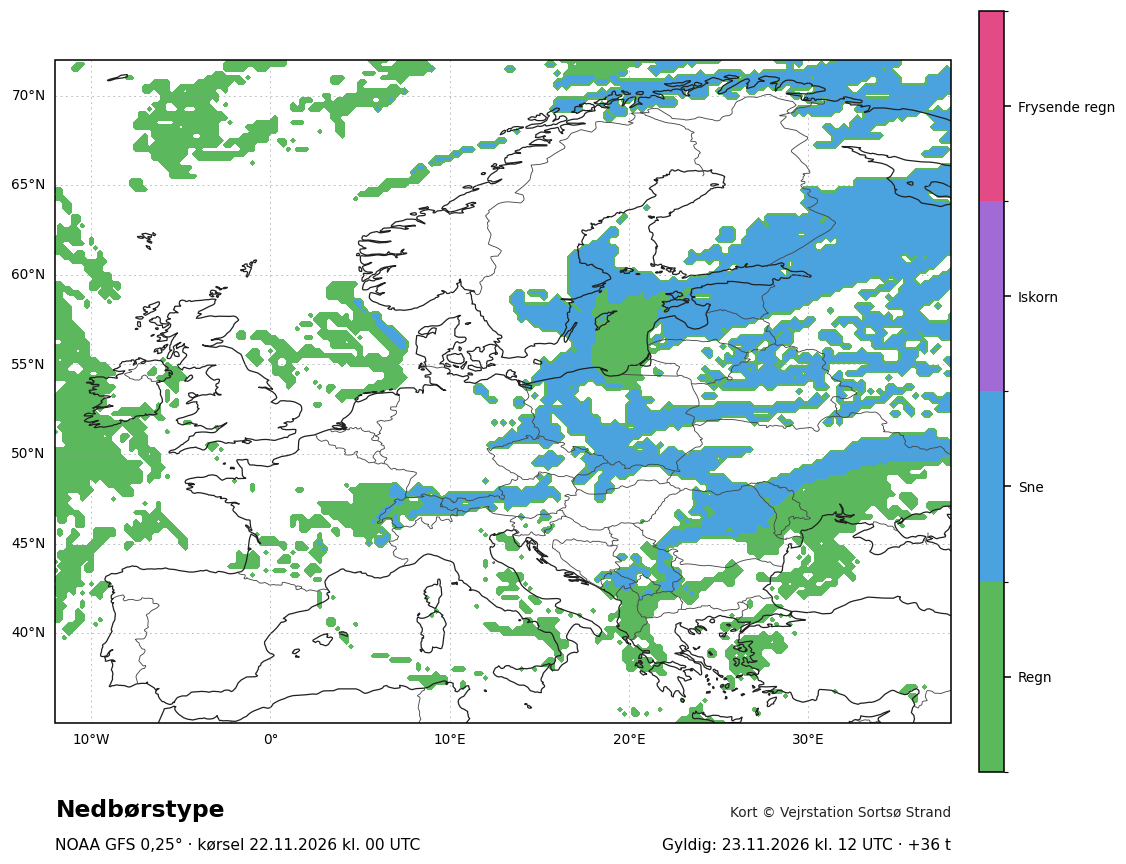 70°N
65°N
60°N
55°N
50°N
45°N
40°N
10°W
0°
10°E
20°E
30°E
Frysende regn
Iskorn
Sne
Regn
Nedbørstype
Kort © Vejrstation Sortsø Strand
NOAA GFS 0,25° · kørsel 22.11.2026 kl. 00 UTC
Gyldig: 23.11.2026 kl. 12 UTC · +36 t